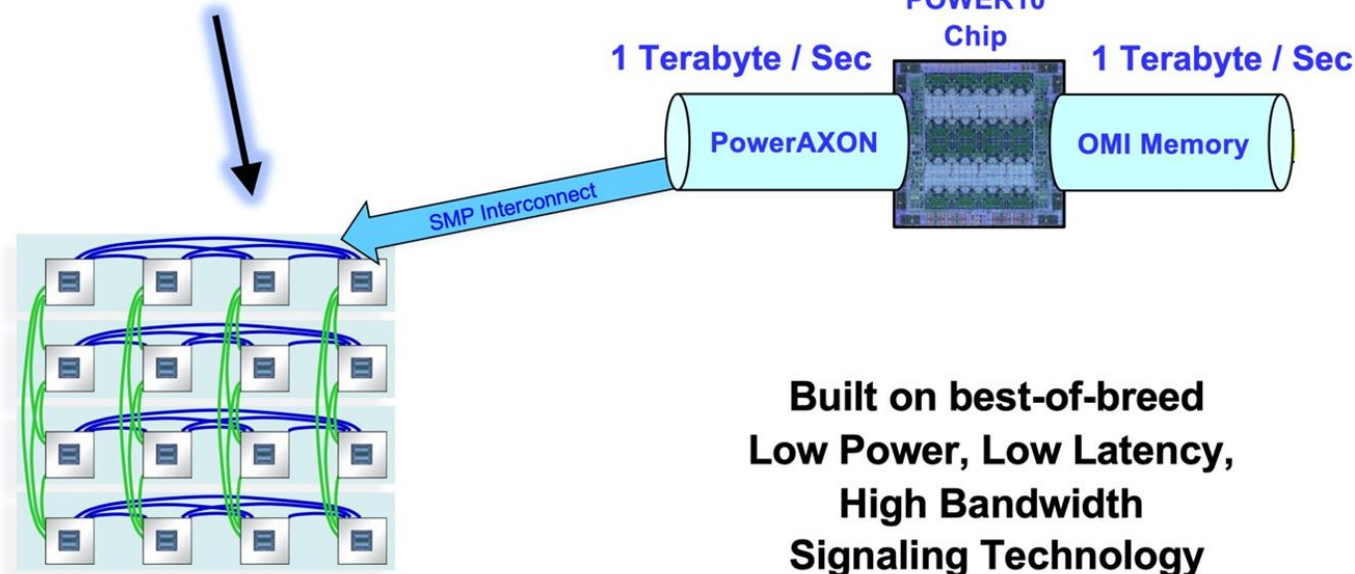 POWER10
Chip
1 Terabyte / Sec
1 Terabyte / Sec
PowerAXON
OMI Memory
SMP Interconnect
Built on best-of-breed
Low Power, Low Latency,
High Bandwidth
Signaling Technology